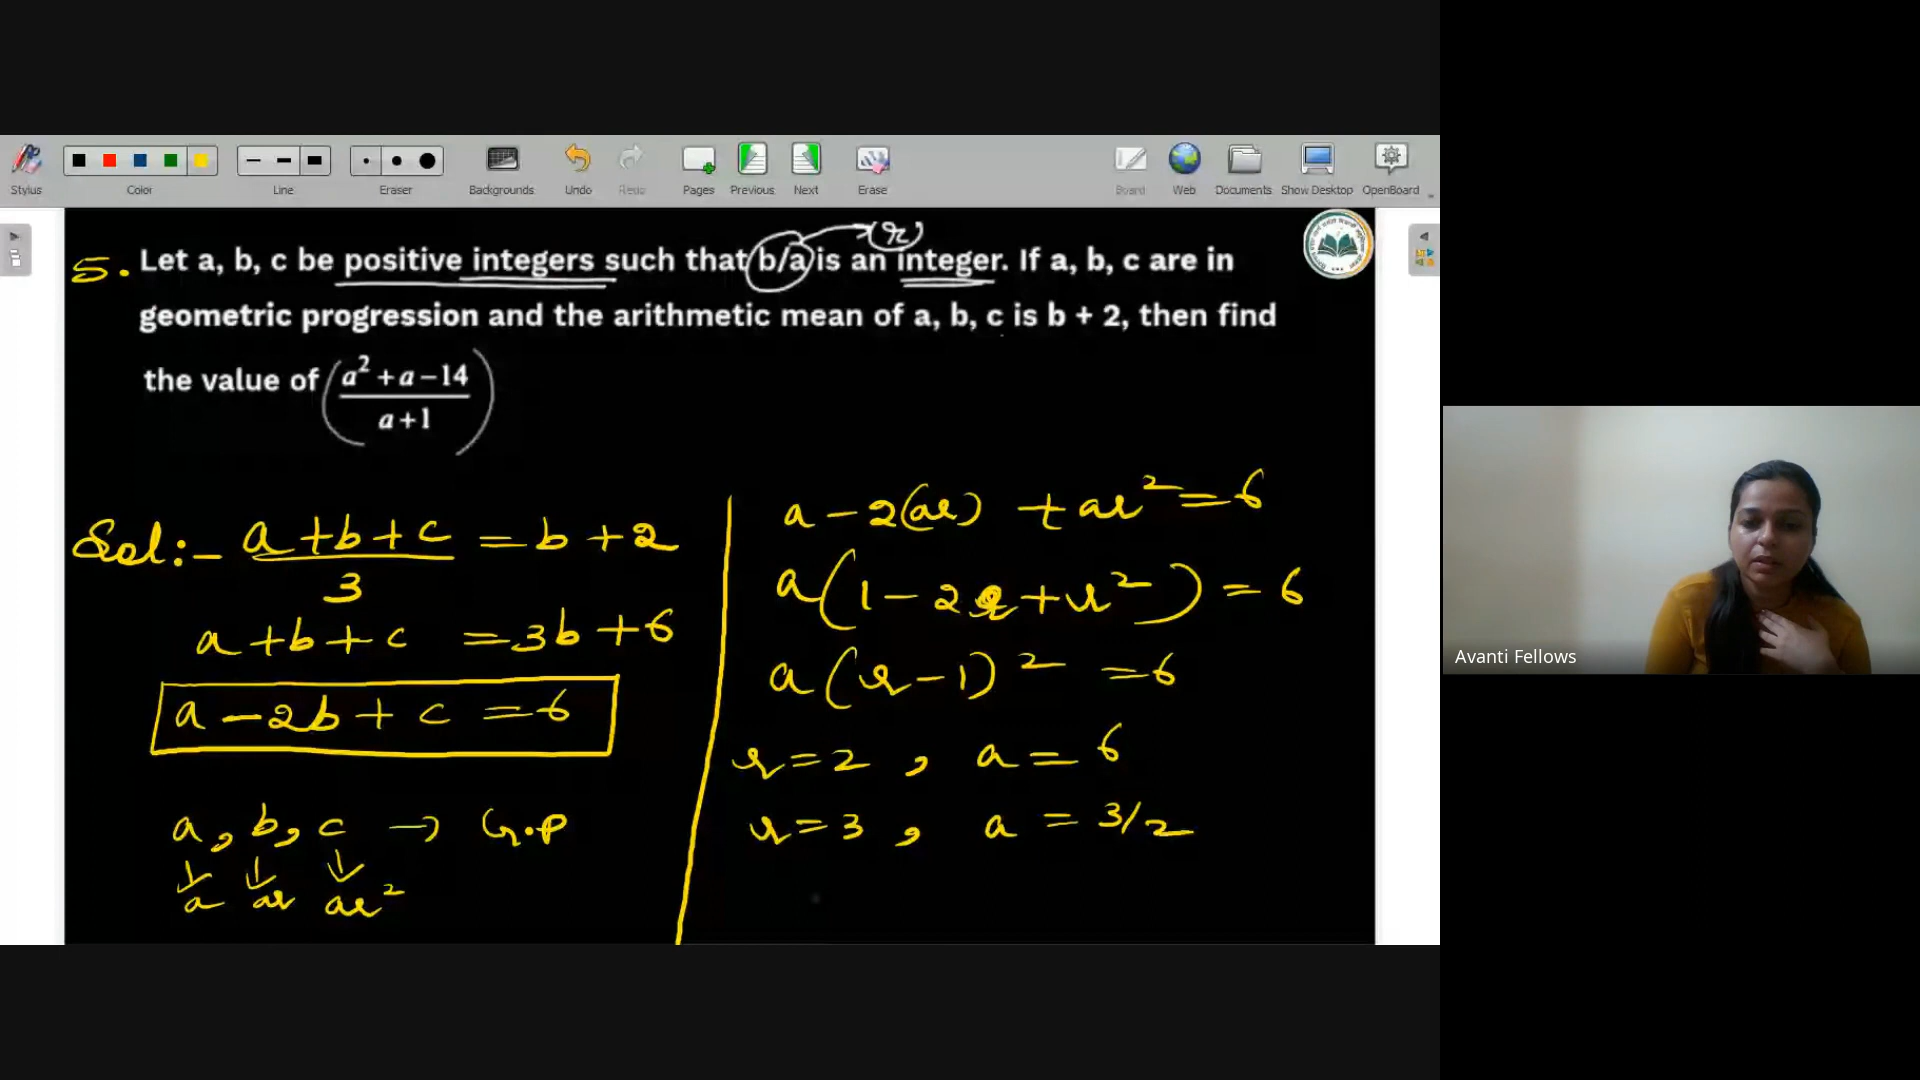 Stylus Color Line Eraser Backgrounds Undo Redo Pages Previous Next Erase Board Web Documents Show Desktop OpenBoard
(r)
5. Let a, b, c be positive integers such that b/a is an integer. If a, b, c are in
geometric progression and the arithmetic mean of a, b, c is b + 2, then find
the value of (a² + a − 14 / a + 1)
Sol:- a+b+c / 3 = b+2
a+b+c = 3b+6
a-2b+c = 6
a, b, c → G.P
a ar ar²
a-2(ar) + ar² = 6
a(1-2r+r²) = 6
a(r-1)² = 6
r=2, a=6
r=3, a=3/2
Avanti Fellows